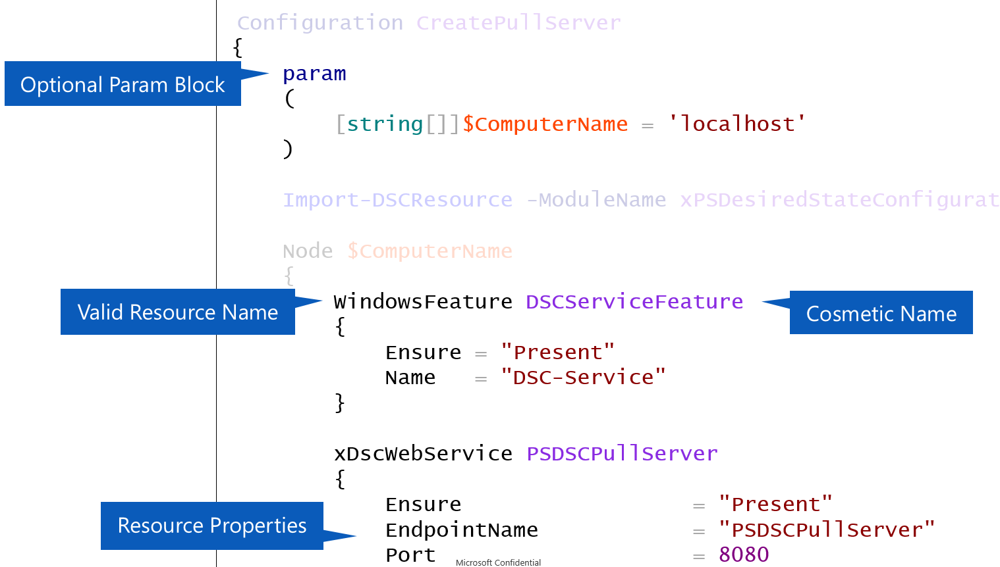 Configuration CreatePullServer
{
Optional Param Block
param
(
[string[]]$ComputerName = 'localhost'
)
Import-DSCResource –ModuleName xPSDesiredStateConfigurat
Node $ComputerName
{
Valid Resource Name
WindowsFeature DSCServiceFeature
Cosmetic Name
{
Ensure = "Present"
Name   = "DSC-Service"
}
xDscWebService PSDSCPullServer
{
Ensure = "Present"
Resource Properties
EndpointName = "PSDSCPullServer"
Port = 8080
Microsoft Confidential